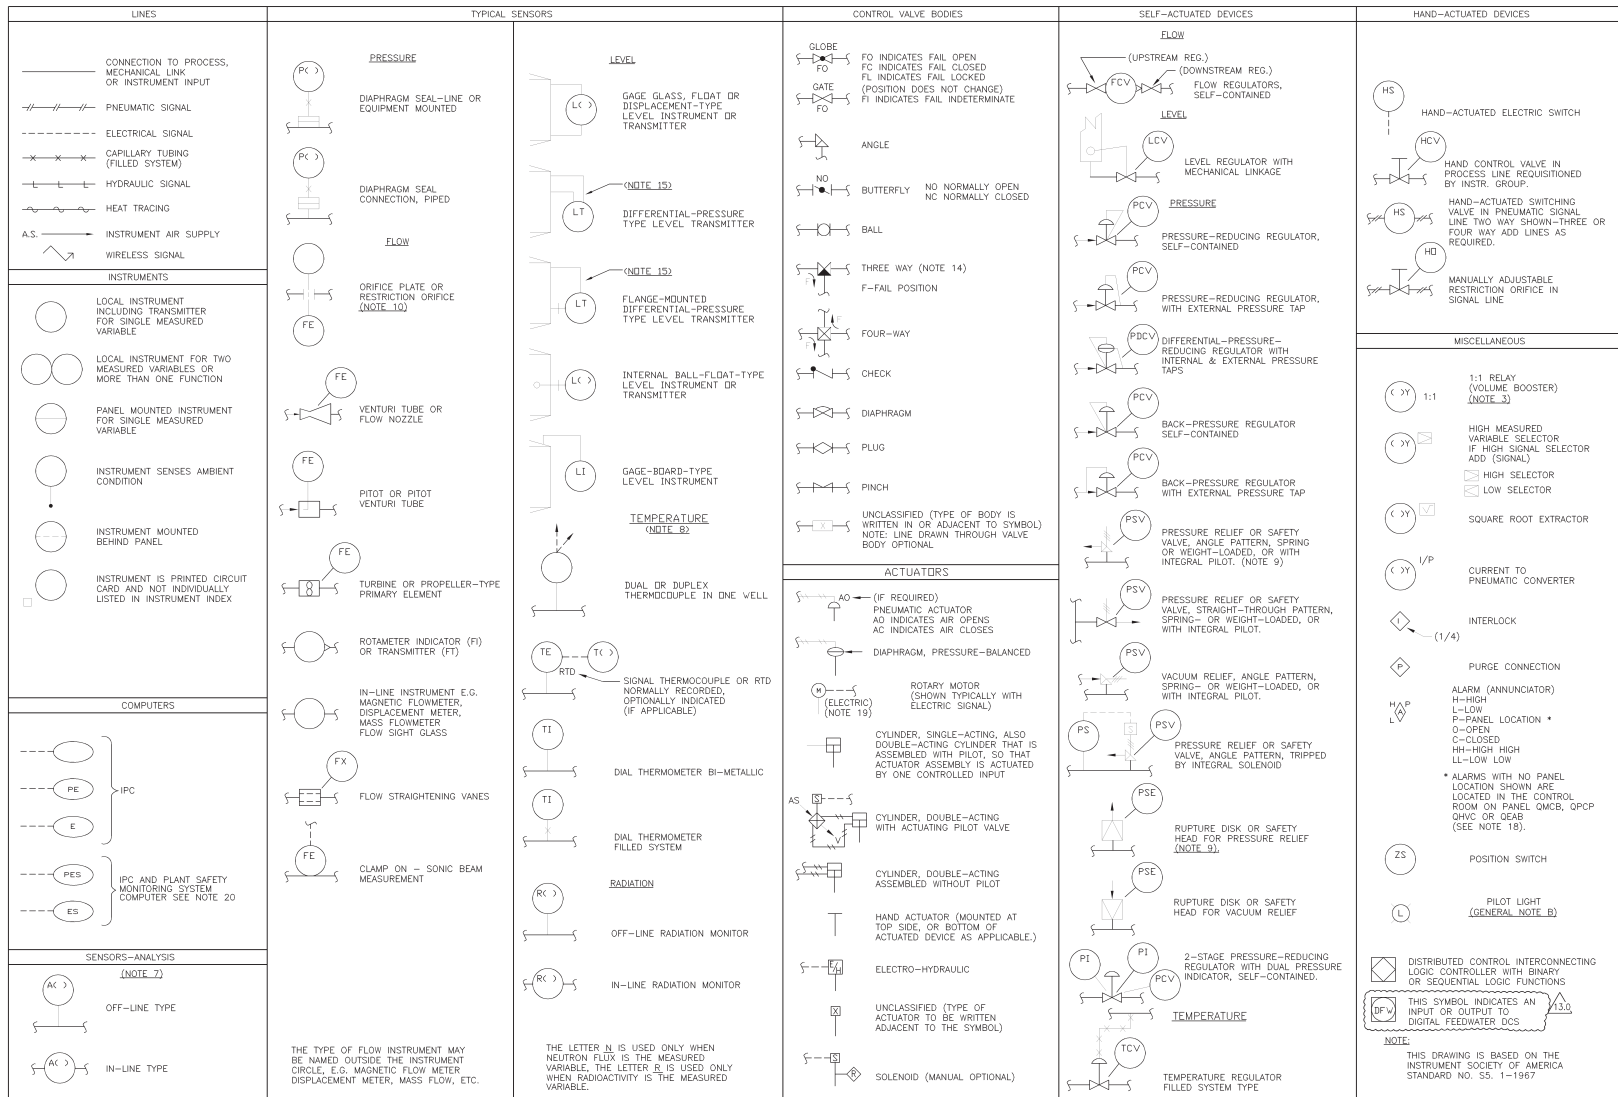 LINES
CONNECTION TO PROCESS,
MECHANICAL LINK
OR INSTRUMENT INPUT
PNEUMATIC SIGNAL
ELECTRICAL SIGNAL
CAPILLARY TUBING
(FILLED SYSTEM)
L L L L
HYDRAULIC SIGNAL
HEAT TRACING
A.S.
INSTRUMENT AIR SUPPLY
WIRELESS SIGNAL
INSTRUMENTS
LOCAL INSTRUMENT
INCLUDING TRANSMITTER
FOR SINGLE MEASURED
VARIABLE
LOCAL INSTRUMENT FOR TWO
MEASURED VARIABLES OR
MORE THAN ONE FUNCTION
PANEL MOUNTED INSTRUMENT
FOR SINGLE MEASURED
VARIABLE
INSTRUMENT SENSES AMBIENT
CONDITION
INSTRUMENT MOUNTED
BEHIND PANEL
INSTRUMENT IS PRINTED CIRCUIT
CARD AND NOT INDIVIDUALLY
LISTED IN INSTRUMENT INDEX
COMPUTERS
PE
IPC
E
PES
ES
IPC AND PLANT SAFETY
MONITORING SYSTEM
COMPUTER SEE NOTE 20
SENSORS-ANALYSIS
(NOTE 7)
A( )
OFF-LINE TYPE
A( )
IN-LINE TYPE
TYPICAL SENSORS
PRESSURE
P( )
DIAPHRAGM SEAL-LINE OR
EQUIPMENT MOUNTED
P( )
DIAPHRAGM SEAL
CONNECTION, PIPED
FLOW
ORIFICE PLATE OR
RESTRICTION ORIFICE
(NOTE 10)
FE
FE
VENTURI TUBE OR
FLOW NOZZLE
FE
PITOT OR PITOT
VENTURI TUBE
FE
TURBINE OR PROPELLER-TYPE
PRIMARY ELEMENT
ROTAMETER INDICATOR (FI)
OR TRANSMITTER (FT)
IN-LINE INSTRUMENT E.G.
MAGNETIC FLOWMETER,
DISPLACEMENT METER,
MASS FLOWMETER
FLOW SIGHT GLASS
FX
FLOW STRAIGHTENING VANES
FE
CLAMP ON - SONIC BEAM
MEASUREMENT
THE TYPE OF FLOW INSTRUMENT MAY
BE NAMED OUTSIDE THE INSTRUMENT
CIRCLE, E.G. MAGNETIC FLOW METER
DISPLACEMENT METER, MASS FLOW, ETC.
LEVEL
L( )
GAGE GLASS, FLOAT OR
DISPLACEMENT-TYPE
LEVEL INSTRUMENT OR
TRANSMITTER
(NOTE 15)
LT
DIFFERENTIAL-PRESSURE
TYPE LEVEL TRANSMITTER
(NOTE 15)
LT
FLANGE-MOUNTED
DIFFERENTIAL-PRESSURE
TYPE LEVEL TRANSMITTER
L( )
INTERNAL BALL-FLOAT-TYPE
LEVEL INSTRUMENT OR
TRANSMITTER
LI
GAGE-BOARD-TYPE
LEVEL INSTRUMENT
TEMPERATURE
(NOTE 8)
DUAL OR DUPLEX
THERMOCOUPLE IN ONE WELL
TE
T( )
RTD
SIGNAL THERMOCOUPLE OR RTD
NORMALLY RECORDED,
OPTIONALLY INDICATED
(IF APPLICABLE)
TI
DIAL THERMOMETER BI-METALLIC
TI
DIAL THERMOMETER
FILLED SYSTEM
RADIATION
R( )
OFF-LINE RADIATION MONITOR
R( )
IN-LINE RADIATION MONITOR
THE LETTER N IS USED ONLY WHEN
NEUTRON FLUX IS THE MEASURED
VARIABLE, THE LETTER R IS USED ONLY
WHEN RADIOACTIVITY IS THE MEASURED
VARIABLE.
CONTROL VALVE BODIES
GLOBE
FO
FO INDICATES FAIL OPEN
FC INDICATES FAIL CLOSED
FL INDICATES FAIL LOCKED
(POSITION DOES NOT CHANGE)
FI INDICATES FAIL INDETERMINATE
GATE
FO
ANGLE
NO
BUTTERFLY
NO NORMALLY OPEN
NC NORMALLY CLOSED
BALL
F
THREE WAY (NOTE 14)
F-FAIL POSITION
F
F
FOUR-WAY
CHECK
DIAPHRAGM
PLUG
PINCH
X
UNCLASSIFIED (TYPE OF BODY IS
WRITTEN IN OR ADJACENT TO SYMBOL)
NOTE: LINE DRAWN THROUGH VALVE
BODY OPTIONAL
ACTUATORS
AO
(IF REQUIRED)
PNEUMATIC ACTUATOR
AO INDICATES AIR OPENS
AC INDICATES AIR CLOSES
DIAPHRAGM, PRESSURE-BALANCED
M
(ELECTRIC)
(NOTE 19)
ROTARY MOTOR
(SHOWN TYPICALLY WITH
ELECTRIC SIGNAL)
CYLINDER, SINGLE-ACTING, ALSO
DOUBLE-ACTING CYLINDER THAT IS
ASSEMBLED WITH PILOT, SO THAT
ACTUATOR ASSEMBLY IS ACTUATED
BY ONE CONTROLLED INPUT
S
AS
V
CYLINDER, DOUBLE-ACTING
WITH ACTUATING PILOT VALVE
CYLINDER, DOUBLE-ACTING
ASSEMBLED WITHOUT PILOT
HAND ACTUATOR (MOUNTED AT
TOP SIDE, OR BOTTOM OF
ACTUATED DEVICE AS APPLICABLE.)
E/H
ELECTRO-HYDRAULIC
X
UNCLASSIFIED (TYPE OF
ACTUATOR TO BE WRITTEN
ADJACENT TO THE SYMBOL)
S
R
SOLENOID (MANUAL OPTIONAL)
SELF-ACTUATED DEVICES
FLOW
(UPSTREAM REG.)
(DOWNSTREAM REG.)
FCV
FLOW REGULATORS,
SELF-CONTAINED
LEVEL
LCV
LEVEL REGULATOR WITH
MECHANICAL LINKAGE
PRESSURE
PCV
PRESSURE-REDUCING REGULATOR,
SELF-CONTAINED
PCV
PRESSURE-REDUCING REGULATOR,
WITH EXTERNAL PRESSURE TAP
PDCV
DIFFERENTIAL-PRESSURE-
REDUCING REGULATOR WITH
INTERNAL & EXTERNAL PRESSURE
TAPS
PCV
BACK-PRESSURE REGULATOR
SELF-CONTAINED
PCV
BACK-PRESSURE REGULATOR
WITH EXTERNAL PRESSURE TAP
PSV
PRESSURE RELIEF OR SAFETY
VALVE, ANGLE PATTERN, SPRING
OR WEIGHT-LOADED, OR WITH
INTEGRAL PILOT. (NOTE 9)
PSV
PRESSURE RELIEF OR SAFETY
VALVE, STRAIGHT-THROUGH PATTERN,
SPRING- OR WEIGHT-LOADED, OR
WITH INTEGRAL PILOT.
PSV
VACUUM RELIEF, ANGLE PATTERN,
SPRING- OR WEIGHT-LOADED, OR
WITH INTEGRAL PILOT.
PS
S
PSV
PRESSURE RELIEF OR SAFETY
VALVE, ANGLE PATTERN, TRIPPED
BY INTEGRAL SOLENOID
PSE
RUPTURE DISK OR SAFETY
HEAD FOR PRESSURE RELIEF
(NOTE 9).
PSE
RUPTURE DISK OR SAFETY
HEAD FOR VACUUM RELIEF
PI
PI
PCV
2-STAGE PRESSURE-REDUCING
REGULATOR WITH DUAL PRESSURE
INDICATOR, SELF-CONTAINED.
TEMPERATURE
TCV
TEMPERATURE REGULATOR
FILLED SYSTEM TYPE
HAND-ACTUATED DEVICES
HS
HAND-ACTUATED ELECTRIC SWITCH
HCV
HAND CONTROL VALVE IN
PROCESS LINE REQUISITIONED
BY INSTR. GROUP.
HS
HAND-ACTUATED SWITCHING
VALVE IN PNEUMATIC SIGNAL
LINE TWO WAY SHOWN-THREE OR
FOUR WAY ADD LINES AS
REQUIRED.
HO
MANUALLY ADJUSTABLE
RESTRICTION ORIFICE IN
SIGNAL LINE
MISCELLANEOUS
( )Y
1:1
1:1 RELAY
(VOLUME BOOSTER)
(NOTE 3)
( )Y
HIGH MEASURED
VARIABLE SELECTOR
IF HIGH SIGNAL SELECTOR
ADD (SIGNAL)
HIGH SELECTOR
LOW SELECTOR
( )Y
√
SQUARE ROOT EXTRACTOR
( )Y
I/P
CURRENT TO
PNEUMATIC CONVERTER
I
(1/4)
INTERLOCK
P
PURGE CONNECTION
H P
A
L
ALARM (ANNUNCIATOR)
H-HIGH
L-LOW
P-PANEL LOCATION *
O-OPEN
C-CLOSED
HH-HIGH HIGH
LL-LOW LOW
* ALARMS WITH NO PANEL
LOCATION SHOWN ARE
LOCATED IN THE CONTROL
ROOM ON PANEL QMCB, QPCP
QHVC OR QEAB
(SEE NOTE 18).
ZS
POSITION SWITCH
L
PILOT LIGHT
(GENERAL NOTE B)
DISTRIBUTED CONTROL INTERCONNECTING
LOGIC CONTROLLER WITH BINARY
OR SEQUENTIAL LOGIC FUNCTIONS
DFW
THIS SYMBOL INDICATES AN
INPUT OR OUTPUT TO
DIGITAL FEEDWATER DCS
13.0
NOTE:
THIS DRAWING IS BASED ON THE
INSTRUMENT SOCIETY OF AMERICA
STANDARD NO. S5. 1-1967